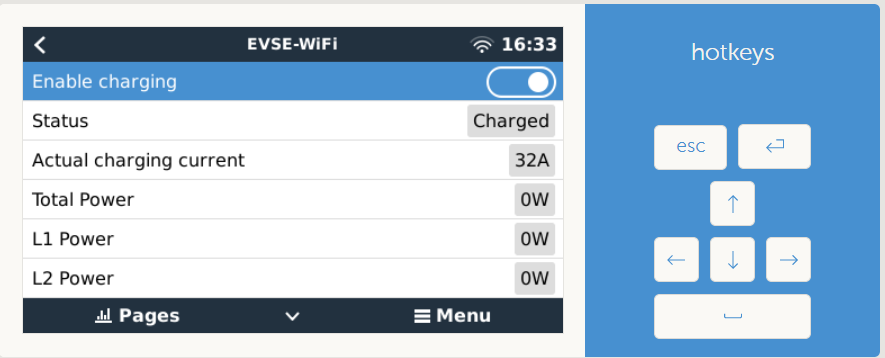 EVSE-WiFi 16:33
Enable charging
Status Charged
Actual charging current 32A
Total Power 0W
L1 Power 0W
L2 Power 0W
Pages Menu
hotkeys
esc